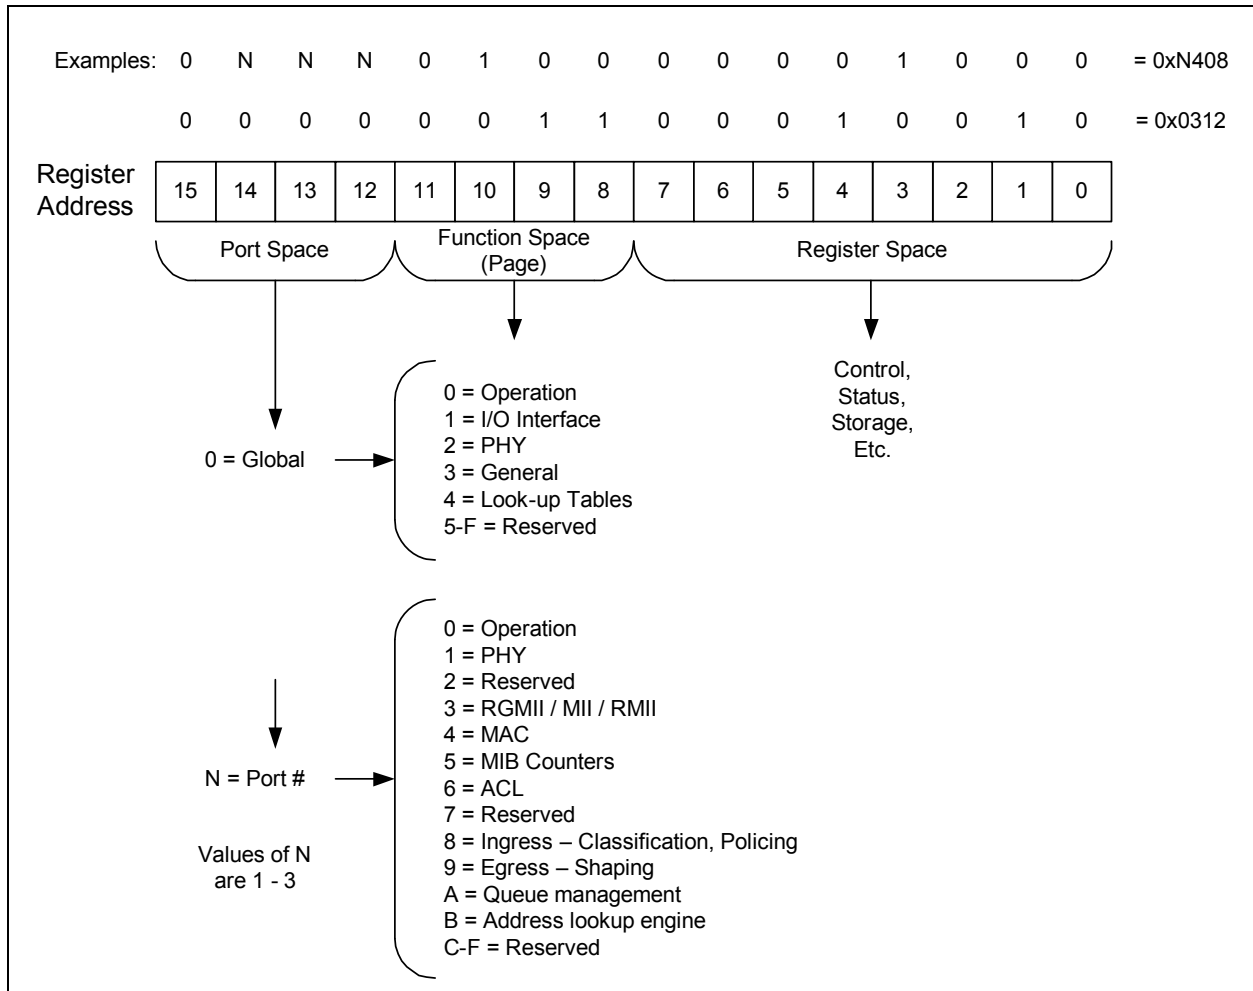 Examples: 0 N N N 0 1 0 0 0 0 0 0 1 0 0 0 = 0xN408
0 0 0 0 0 0 1 1 0 0 0 1 0 0 1 0 = 0x0312
Register Address
15 14 13 12 11 10 9 8 7 6 5 4 3 2 1 0
Port Space
Function Space
(Page)
Register Space
0 = Global
0 = Operation
1 = I/O Interface
2 = PHY
3 = General
4 = Look-up Tables
5-F = Reserved
Control,
Status,
Storage,
Etc.
N = Port #
Values of N
are 1 - 3
0 = Operation
1 = PHY
2 = Reserved
3 = RGMII / MII / RMII
4 = MAC
5 = MIB Counters
6 = ACL
7 = Reserved
8 = Ingress – Classification, Policing
9 = Egress – Shaping
A = Queue management
B = Address lookup engine
C-F = Reserved